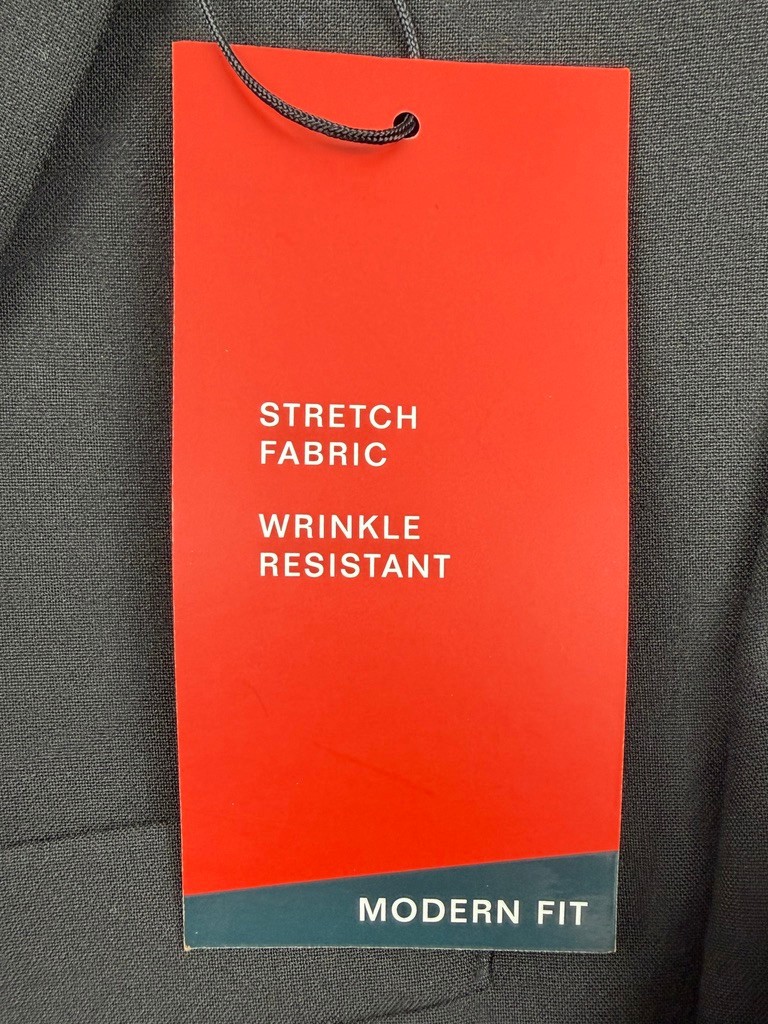 STRETCH
FABRIC
WRINKLE
RESISTANT
MODERN FIT